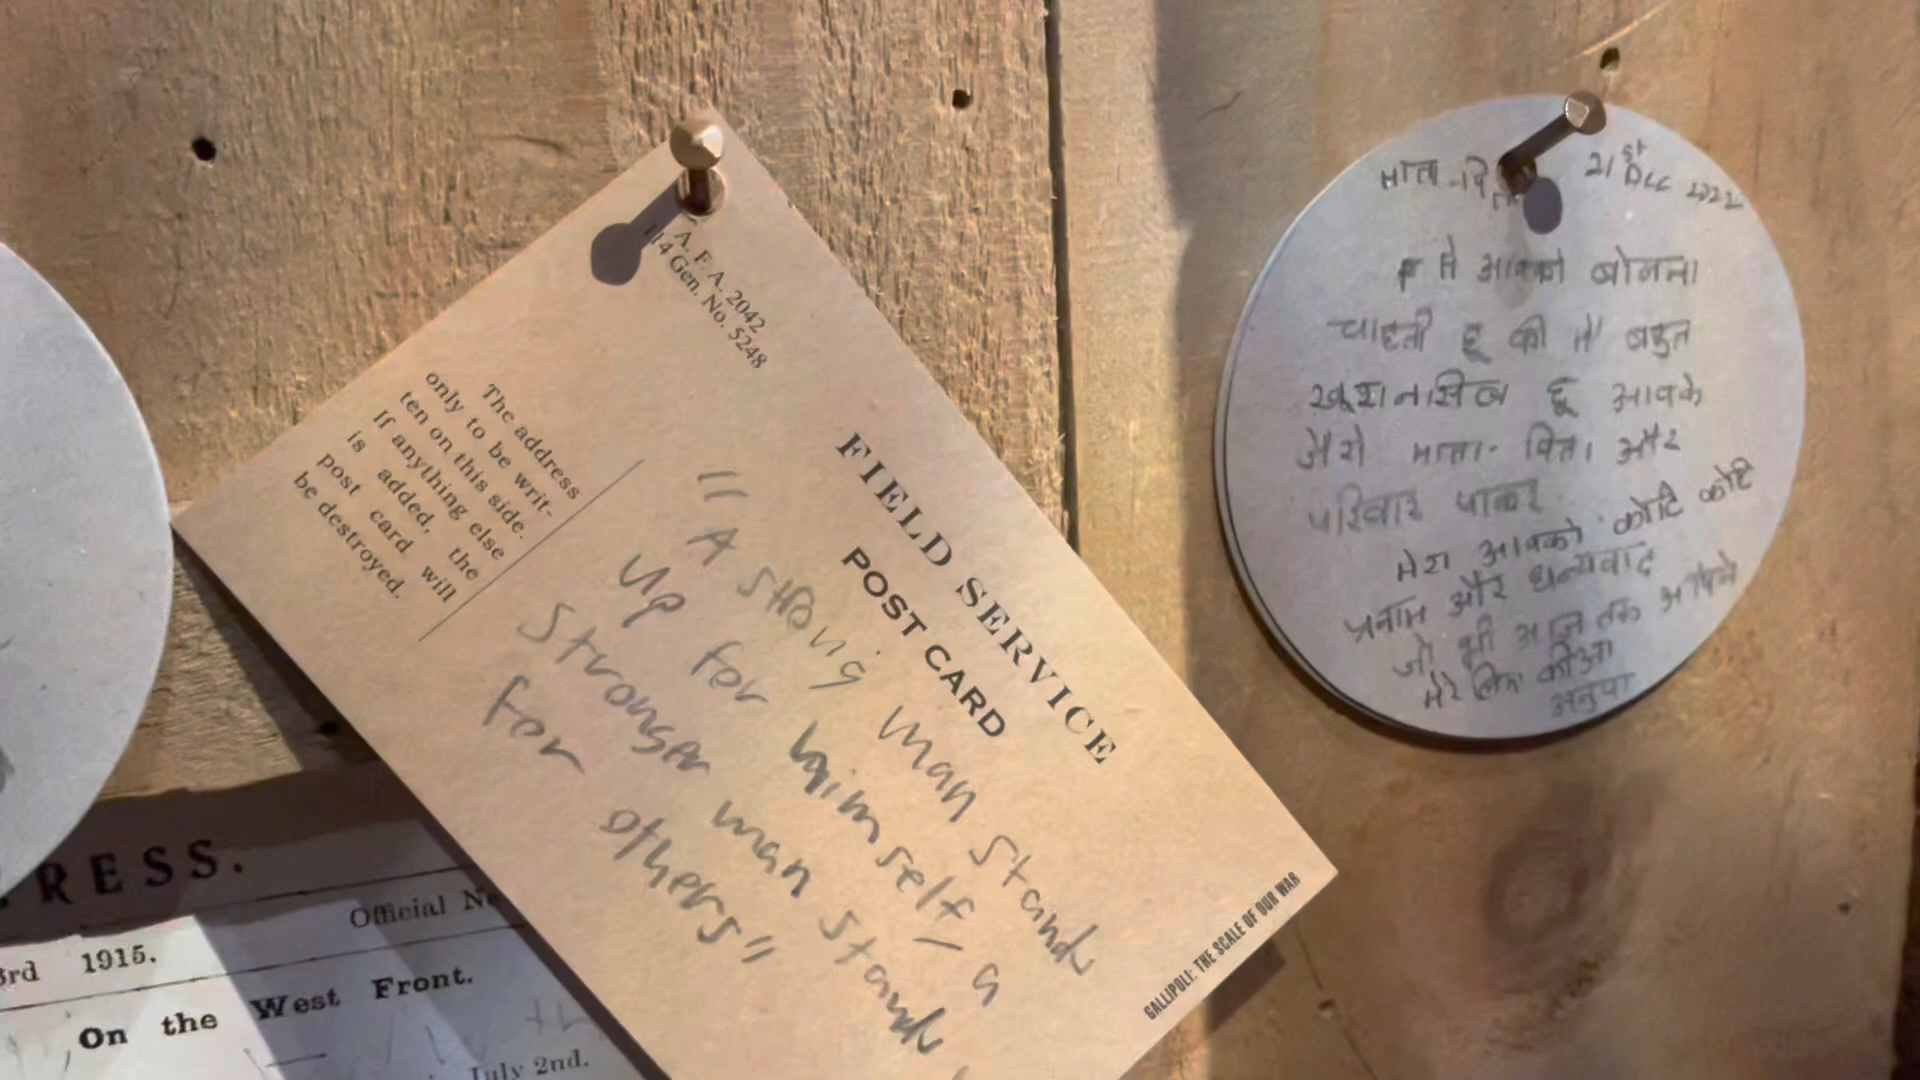 A. F. A. 2042
114 Gen. No. 5248
The address
only to be writ-
ten on this side.
If anything else
is added, the
post card will
be destroyed.
FIELD SERVICE
POST CARD
"A strong man stands
up for himself – a
stronger man stands
for others"
GALLIPOLI: THE SCALE OF OUR WAR
RESS.
Official Ne
3rd 1915.
On the West Front.
July 2nd.
माता-पिता
21st Dec 2022
मै आपको बोलना
चाहती हू की मै बहुत
खुशनसिब हू आपके
जैसे माता-पिता और
परिवार पाकर
मेरा आपको कोटि कोटि
प्रनाम और धन्यवाद
जो भी आज तक आपने
मेरे लिए कीआ
अनुपा